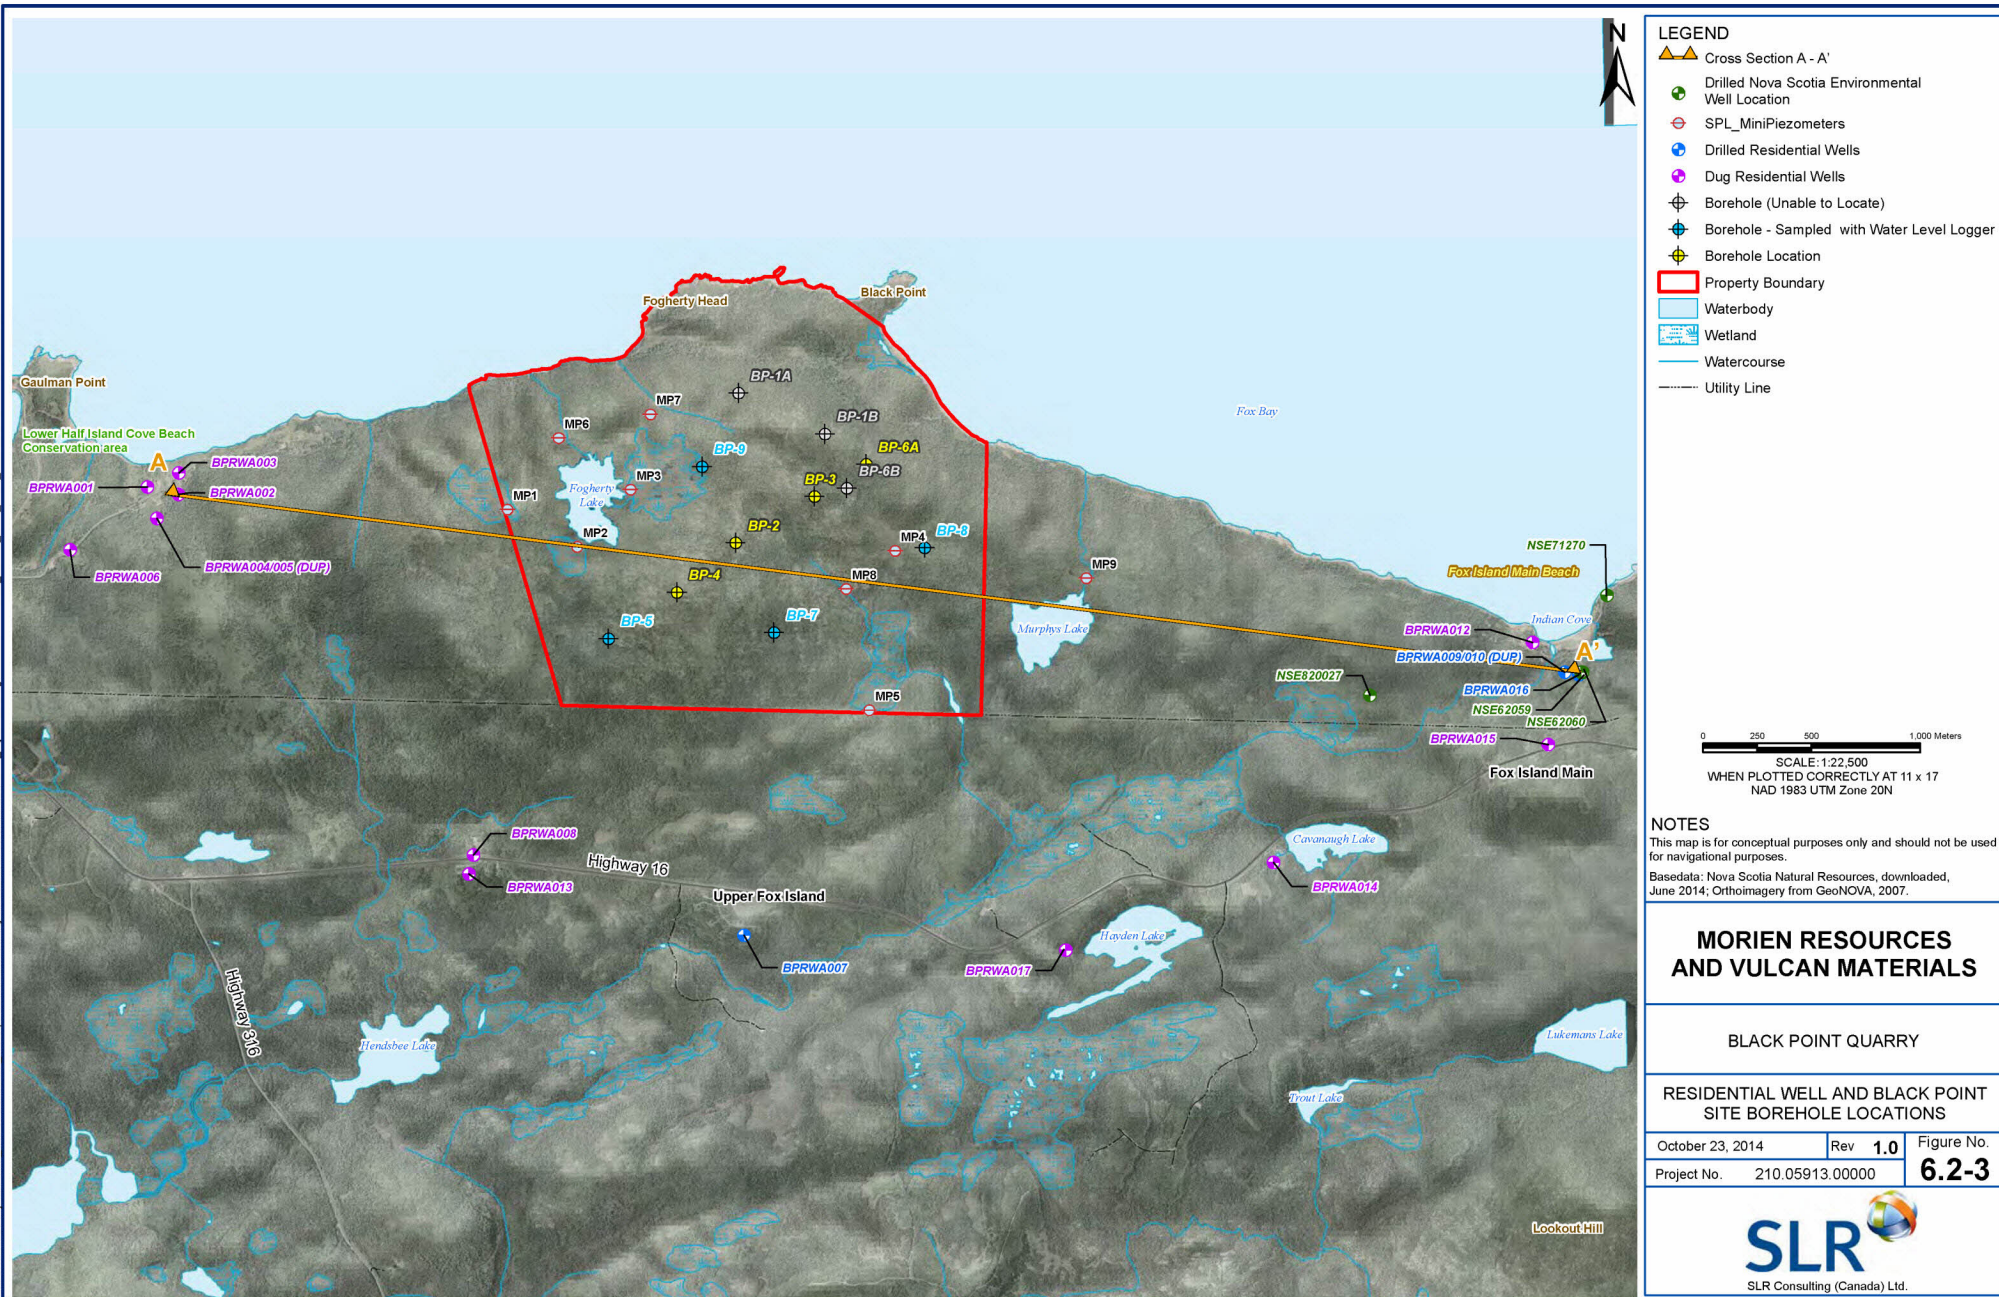 N
Fogherty Head
Black Point
Gaulman Point
Fox Bay
BP-1A
MP7
BP-1B
MP6
Lower Half Island Cove Beach
Conservation area
BP-6A
BP-9
A
BPRWA003
BP-6B
BP-3
MP3
BPRWA001
BPRWA002
Fogherty
Lake
MP1
BP-2
BP-8
MP2
NSE71270
MP4
MP9
BPRWA004/005 (DUP)
Fox Island Main Beach
BPRWA006
BP-4
MP8
BP-7
BP-5
Indian Cove
Murphys Lake
BPRWA012
A'
BPRWA009/010 (DUP)
NSE820027
BPRWA016
MP5
NSE62059
NSE62060
BPRWA015
Fox Island Main
BPRWA008
Cavanaugh Lake
Highway 16
BPRWA013
BPRWA014
Upper Fox Island
Hayden Lake
BPRWA007
BPRWA017
Highway 316
Lukemans Lake
Hendsbee Lake
Trout Lake
Lookout Hill
LEGEND
Cross Section A - A'
Drilled Nova Scotia Environmental
Well Location
SPL_MiniPiezometers
Drilled Residential Wells
Dug Residential Wells
Borehole (Unable to Locate)
Borehole - Sampled with Water Level Logger
Borehole Location
Property Boundary
Waterbody
Wetland
Watercourse
Utility Line
0 250 500 1,000 Meters
SCALE: 1:22,500
WHEN PLOTTED CORRECTLY AT 11 x 17
NAD 1983 UTM Zone 20N
NOTES
This map is for conceptual purposes only and should not be used
for navigational purposes.
Basedata: Nova Scotia Natural Resources, downloaded,
June 2014; Orthoimagery from GeoNOVA, 2007.
MORIEN RESOURCES
AND VULCAN MATERIALS
BLACK POINT QUARRY
RESIDENTIAL WELL AND BLACK POINT
SITE BOREHOLE LOCATIONS
October 23, 2014
Rev 1.0
Figure No.
6.2-3
Project No. 210.05913.00000
SLR
SLR Consulting (Canada) Ltd.